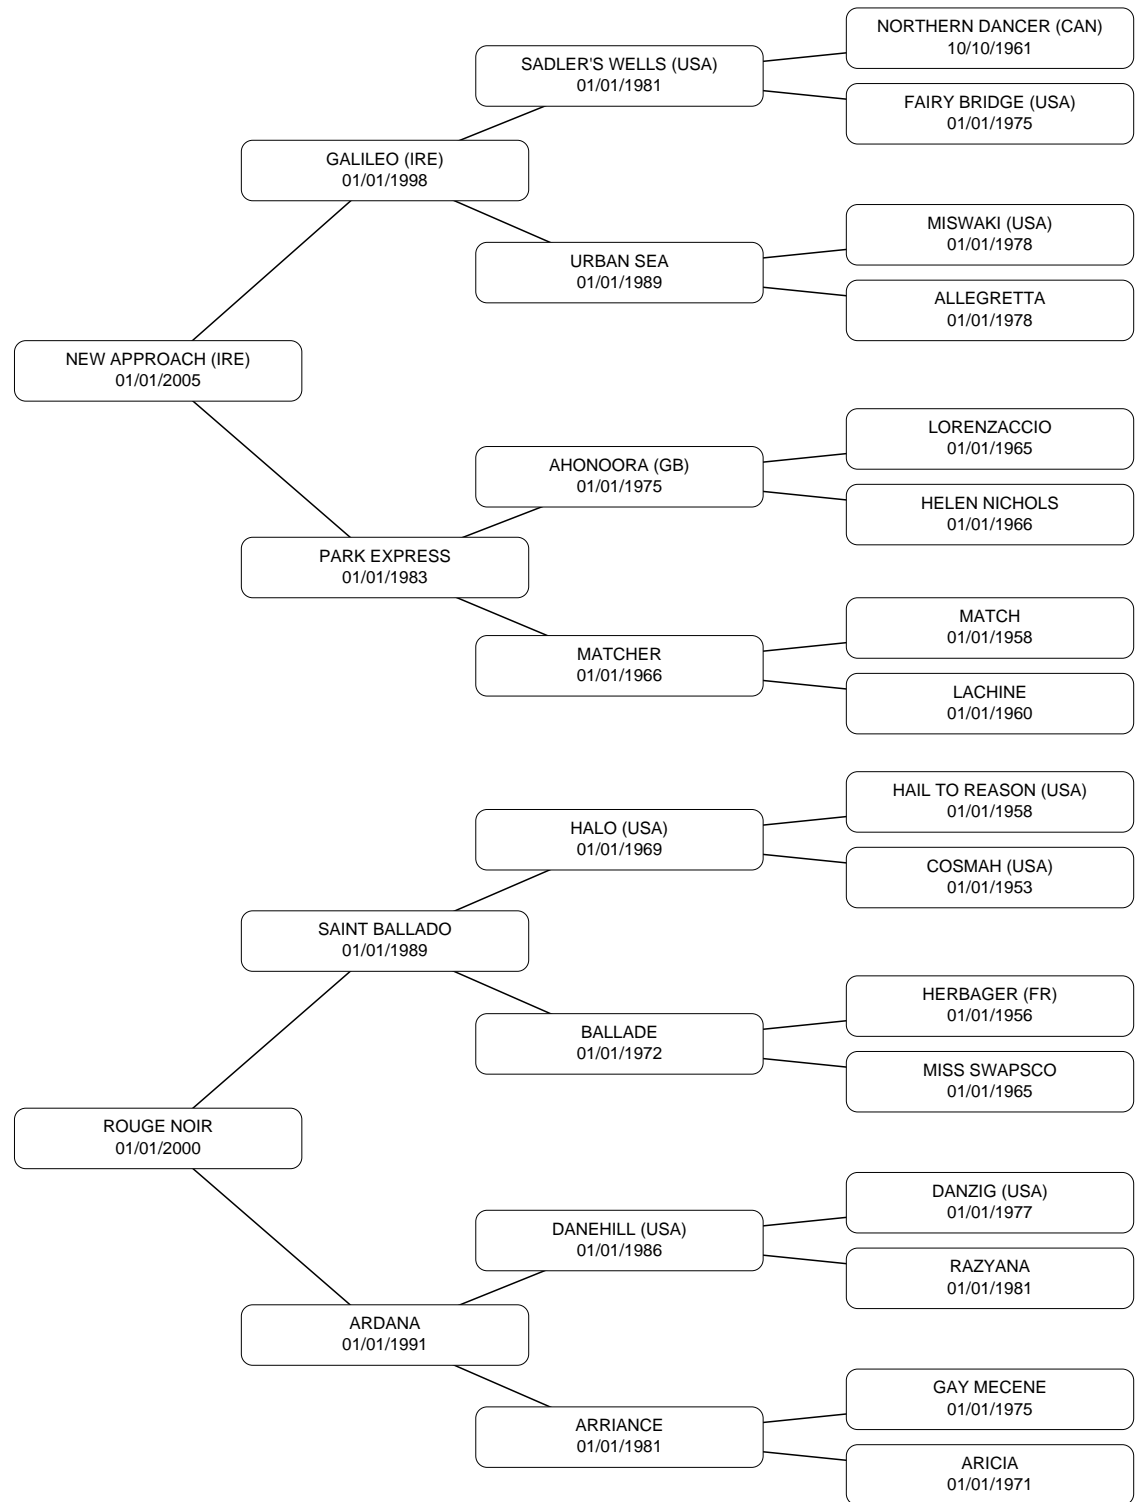 NORTHERN DANCER (CAN)
10/10/1961
SADLER'S WELLS (USA)
01/01/1981
FAIRY BRIDGE (USA)
01/01/1975
GALILEO (IRE)
01/01/1998
MISWAKI (USA)
01/01/1978
URBAN SEA
01/01/1989
ALLEGRETTA
01/01/1978
NEW APPROACH (IRE)
01/01/2005
LORENZACCIO
01/01/1965
AHONOORA (GB)
01/01/1975
HELEN NICHOLS
01/01/1966
PARK EXPRESS
01/01/1983
MATCH
01/01/1958
MATCHER
01/01/1966
LACHINE
01/01/1960
HAIL TO REASON (USA)
01/01/1958
HALO (USA)
01/01/1969
COSMAH (USA)
01/01/1953
SAINT BALLADO
01/01/1989
HERBAGER (FR)
01/01/1956
BALLADE
01/01/1972
MISS SWAPSCO
01/01/1965
ROUGE NOIR
01/01/2000
DANZIG (USA)
01/01/1977
DANEHILL (USA)
01/01/1986
RAZYANA
01/01/1981
ARDANA
01/01/1991
GAY MECENE
01/01/1975
ARRIANCE
01/01/1981
ARICIA
01/01/1971